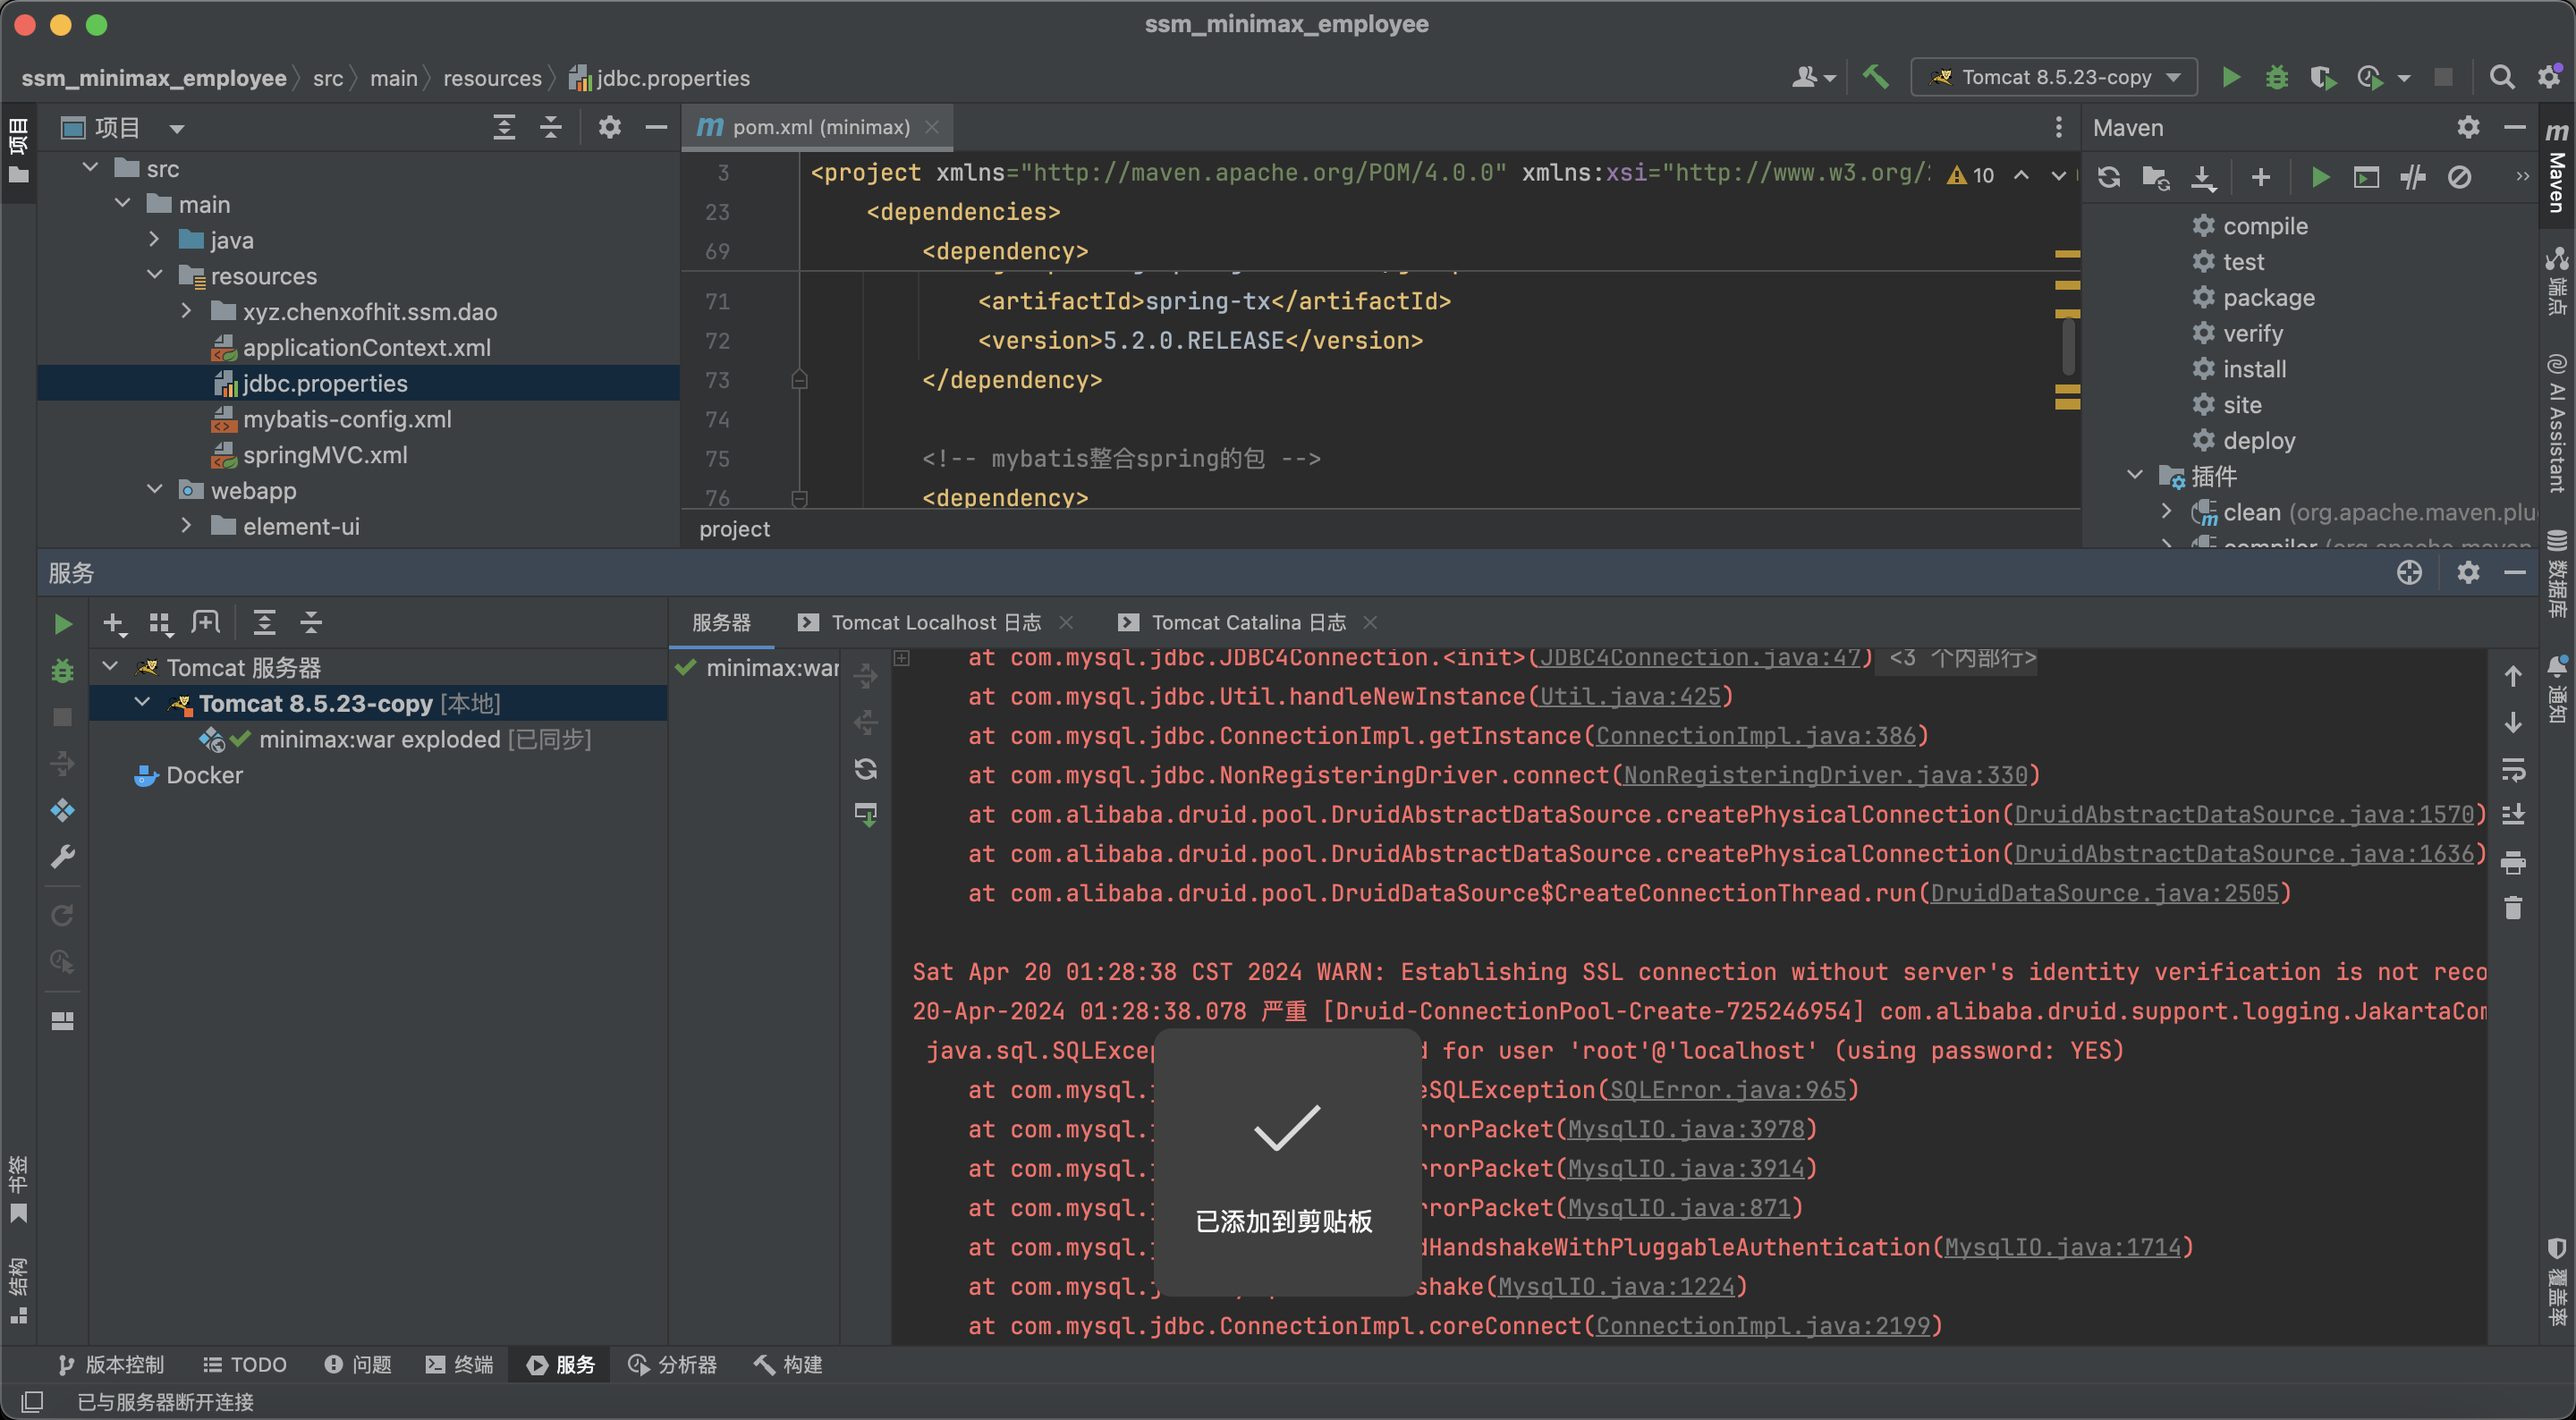 ssm_minimax_employee
ssm_minimax_employee
src
main
resources
jdbc.properties
Tomcat 8.5.23-copy
项目
项目
src
main
java
resources
xyz.chenxofhit.ssm.dao
applicationContext.xml
jdbc.properties
mybatis-config.xml
springMVC.xml
webapp
element-ui
pom.xml (minimax)
3 <project xmlns="http://maven.apache.org/POM/4.0.0" xmlns:xsi="http://www.w3.org/
10
23 <dependencies>
69 <dependency>
71 <artifactId>spring-tx</artifactId>
72 <version>5.2.0.RELEASE</version>
73 </dependency>
74
75 <!-- mybatis整合spring的包 -->
76 <dependency>
project
Maven
compile
test
package
verify
install
site
deploy
插件
clean (org.apache.maven.plu
compiler (org.apache.maven
Maven
端点
AI Assistant
数据库
通知
覆盖率
服务
Tomcat 服务器
Tomcat 8.5.23-copy [本地]
minimax:war exploded [已同步]
Docker
服务器
Tomcat Localhost 日志
Tomcat Catalina 日志
minimax:war
at com.mysql.jdbc.JDBC4Connection.<init>(JDBC4Connection.java:47) <3 个内部行>
at com.mysql.jdbc.Util.handleNewInstance(Util.java:425)
at com.mysql.jdbc.ConnectionImpl.getInstance(ConnectionImpl.java:386)
at com.mysql.jdbc.NonRegisteringDriver.connect(NonRegisteringDriver.java:330)
at com.alibaba.druid.pool.DruidAbstractDataSource.createPhysicalConnection(DruidAbstractDataSource.java:1570)
at com.alibaba.druid.pool.DruidAbstractDataSource.createPhysicalConnection(DruidAbstractDataSource.java:1636)
at com.alibaba.druid.pool.DruidDataSource$CreateConnectionThread.run(DruidDataSource.java:2505)
Sat Apr 20 01:28:38 CST 2024 WARN: Establishing SSL connection without server's identity verification is not reco
20-Apr-2024 01:28:38.078 严重 [Druid-ConnectionPool-Create-725246954] com.alibaba.druid.support.logging.JakartaCom
java.sql.SQLExcep d for user 'root'@'localhost' (using password: YES)
at com.mysql.j eSQLException(SQLError.java:965)
at com.mysql.j rorPacket(MysqlIO.java:3978)
at com.mysql.j rorPacket(MysqlIO.java:3914)
at com.mysql.j rorPacket(MysqlIO.java:871)
at com.mysql.j dHandshakeWithPluggableAuthentication(MysqlIO.java:1714)
at com.mysql.j shake(MysqlIO.java:1224)
at com.mysql.jdbc.ConnectionImpl.coreConnect(ConnectionImpl.java:2199)
已添加到剪贴板
书签
结构
版本控制
TODO
问题
终端
服务
分析器
构建
已与服务器断开连接